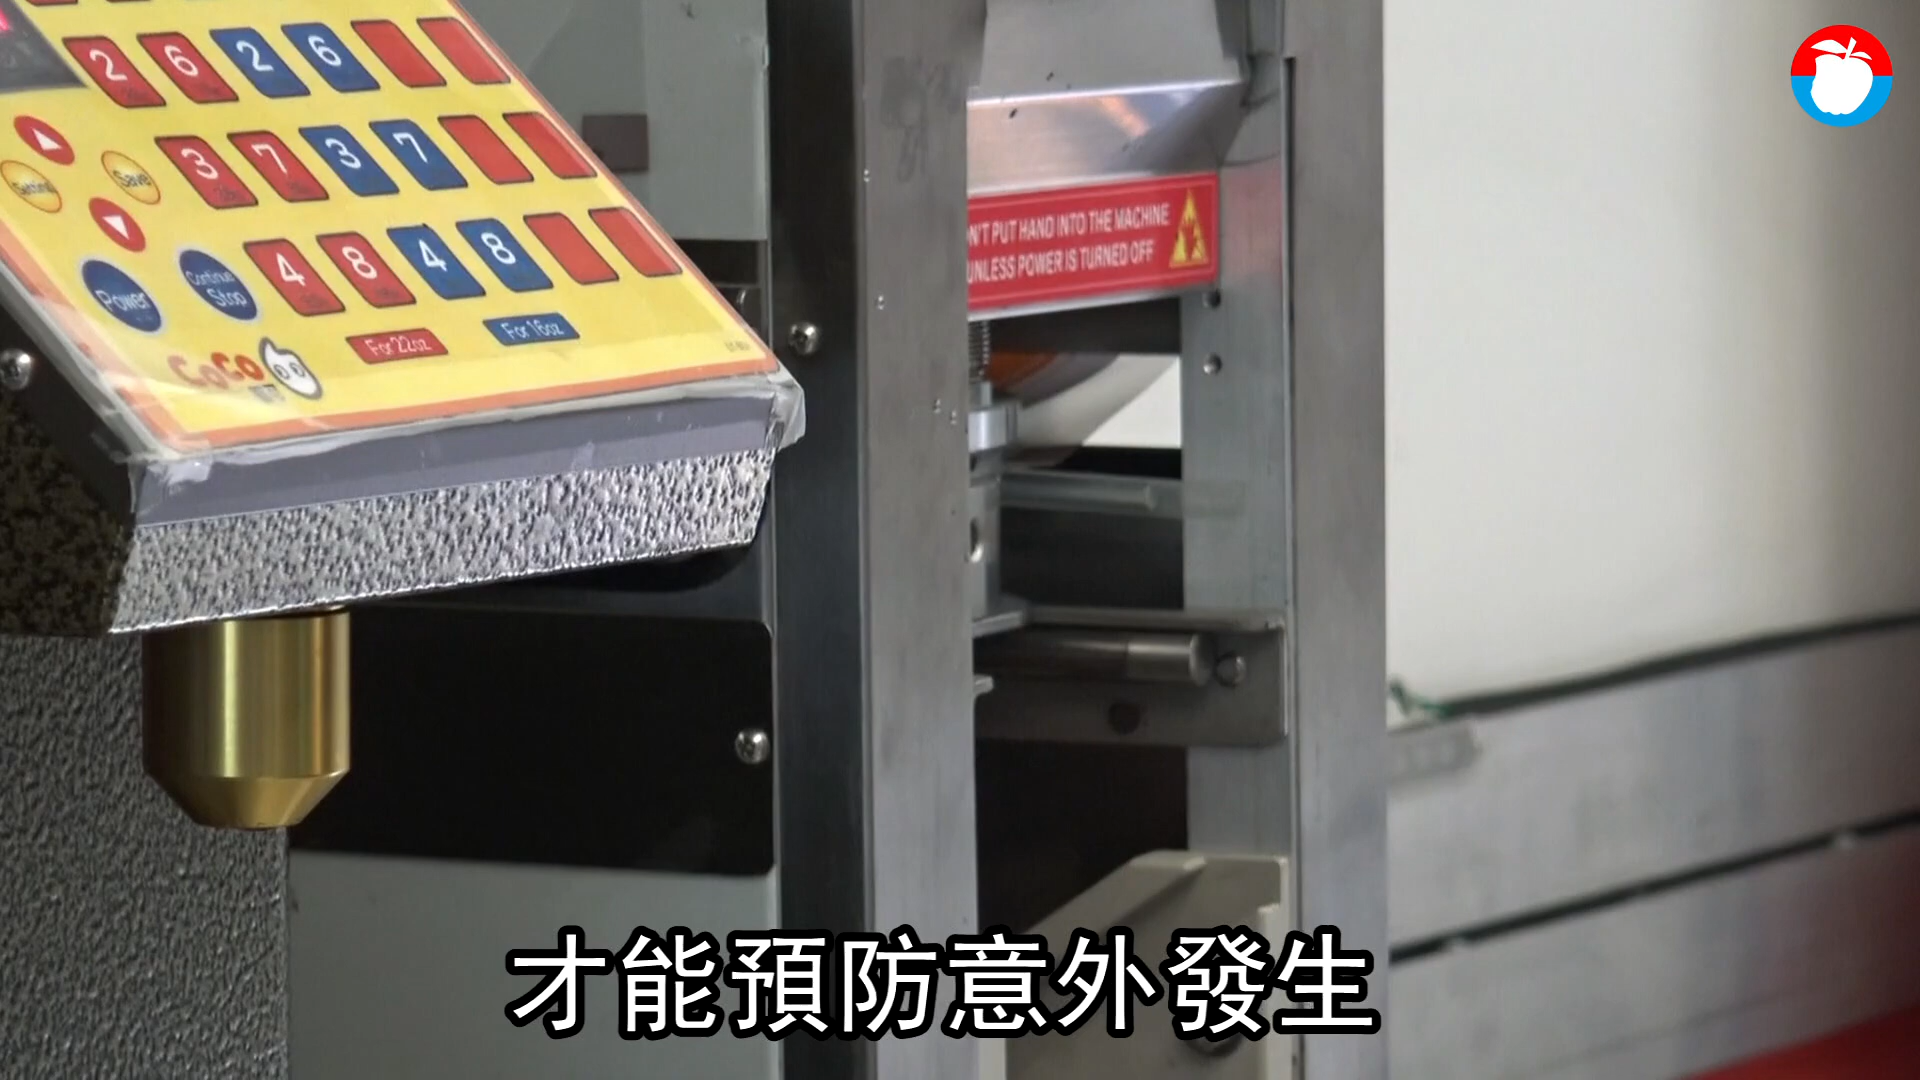 2 6 2 6
3 7 3 7
4 8 4 8
Setting
Save
Power
Continue
Stop
For 22oz
For 16oz
CoCo
N'T PUT HAND INTO THE MACHINE
UNLESS POWER IS TURNED OFF
才能預防意外發生